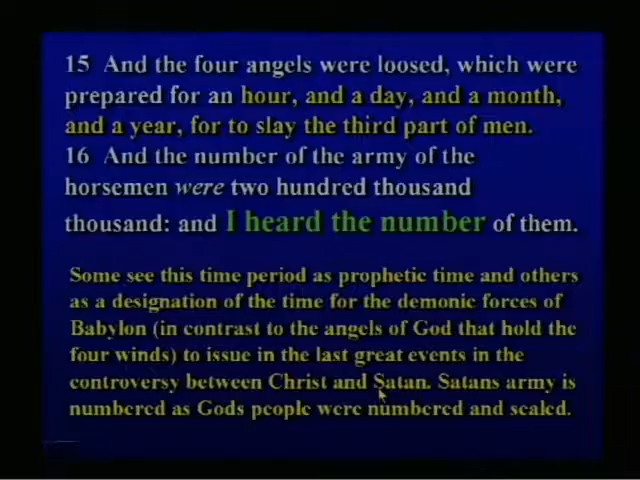 15 And the four angels were loosed, which were
prepared for an hour, and a day, and a month,
and a year, for to slay the third part of men.
16 And the number of the army of the
horsemen were two hundred thousand
thousand: and I heard the number of them.
Some see this time period as prophetic time and others
as a designation of the time for the demonic forces of
Babylon (in contrast to the angels of God that hold the
four winds) to issue in the last great events in the
controversy between Christ and Satan. Satans army is
numbered as Gods people were numbered and sealed.